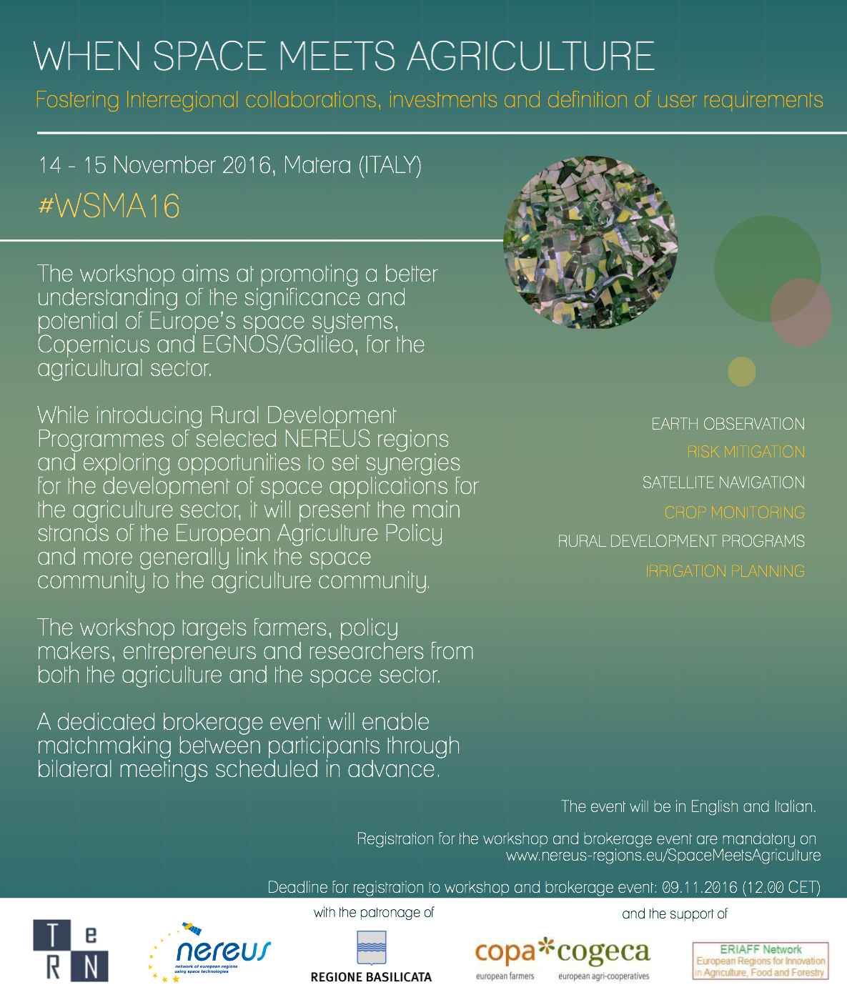 WHEN SPACE MEETS AGRICULTURE
Fostering Interregional collaborations, investments and definition of user requirements
14 - 15 November 2016, Matera (ITALY)
#WSMA16
The workshop aims at promoting a better
understanding of the significance and
potential of Europe's space systems,
Copernicus and EGNOS/Galileo, for the
agricultural sector.
While introducing Rural Development
Programmes of selected NEREUS regions
and exploring opportunities to set synergies
for the development of space applications for
the agriculture sector, it will present the main
strands of the European Agriculture Policy
and more generally link the space
community to the agriculture community.
The workshop targets farmers, policy
makers, entrepreneurs and researchers from
both the agriculture and the space sector.
A dedicated brokerage event will enable
matchmaking between participants through
bilateral meetings scheduled in advance.
EARTH OBSERVATION
RISK MITIGATION
SATELLITE NAVIGATION
CROP MONITORING
RURAL DEVELOPMENT PROGRAMS
IRRIGATION PLANNING
The event will be in English and Italian.
Registration for the workshop and brokerage event are mandatory on
www.nereus-regions.eu/SpaceMeetsAgriculture
Deadline for registration to workshop and brokerage event: 09.11.2016 (12.00 CET)
with the patronage of
and the support of
TeRN
nereus
network of european regions
using space technologies
REGIONE BASILICATA
copa*cogeca
european farmers european agri-cooperatives
ERIAFF Network
European Regions for Innovation
in Agriculture, Food and Forestry